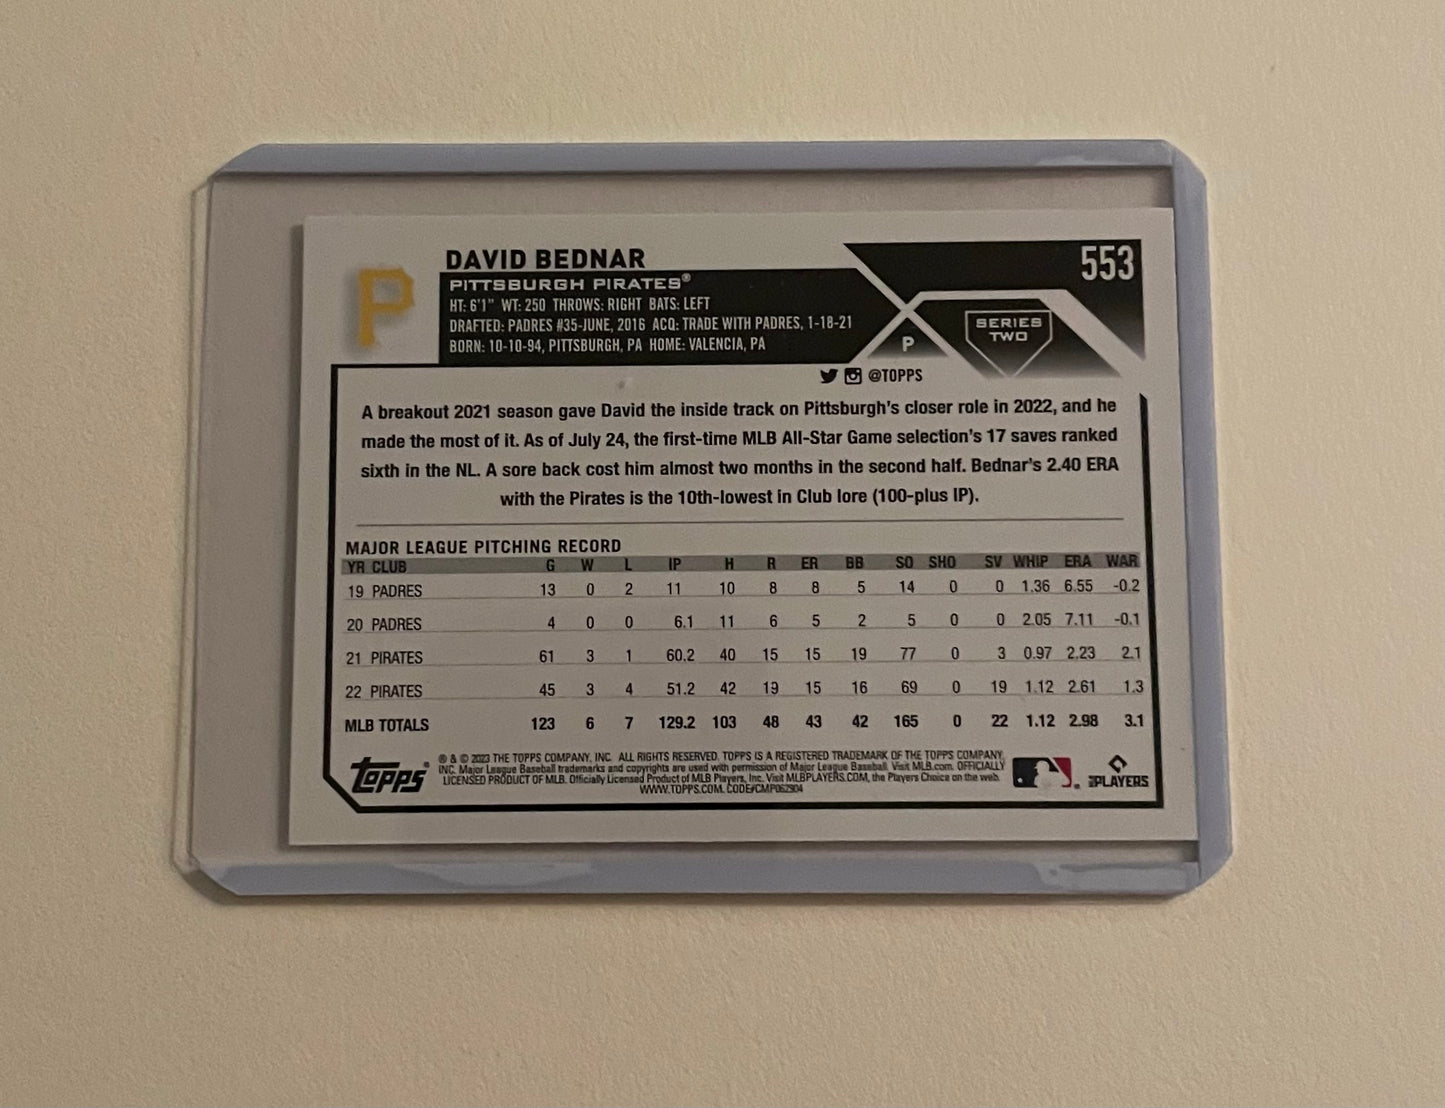 DAVID BEDNAR
553
P
PITTSBURGH PIRATES®
HT: 6'1" WT: 250 THROWS: RIGHT BATS: LEFT
DRAFTED: PADRES #35-JUNE, 2016 ACQ: TRADE WITH PADRES, 1-18-21
BORN: 10-10-94, PITTSBURGH, PA HOME: VALENCIA, PA
P
SERIES
TWO
@TOPPS
A breakout 2021 season gave David the inside track on Pittsburgh's closer role in 2022, and he
made the most of it. As of July 24, the first-time MLB All-Star Game selection's 17 saves ranked
sixth in the NL. A sore back cost him almost two months in the second half. Bednar's 2.40 ERA
with the Pirates is the 10th-lowest in Club lore (100-plus IP).
MAJOR LEAGUE PITCHING RECORD
YR CLUB G W L IP H R ER BB SO SHO SV WHIP ERA WAR
19 PADRES 13 0 2 11 10 8 8 5 14 0 0 1.36 6.55 -0.2
20 PADRES 4 0 0 6.1 11 6 5 2 5 0 0 2.05 7.11 -0.1
21 PIRATES 61 3 1 60.2 40 15 15 19 77 0 3 0.97 2.23 2.1
22 PIRATES 45 3 4 51.2 42 19 15 16 69 0 19 1.12 2.61 1.3
MLB TOTALS 123 6 7 129.2 103 48 43 42 165 0 22 1.12 2.98 3.1
topps®
® & © 2023 THE TOPPS COMPANY, INC. ALL RIGHTS RESERVED. TOPPS IS A REGISTERED TRADEMARK OF THE TOPPS COMPANY,
INC. Major League Baseball trademarks and copyrights are used with permission of Major League Baseball. Visit MLB.com. OFFICIALLY
LICENSED PRODUCT OF MLB. Officially Licensed Product of MLB Players, Inc. Visit MLBPLAYERS.COM, the Players Choice on the web.
WWW.TOPPS.COM. CODE#CMP062904
MLB PLAYERS